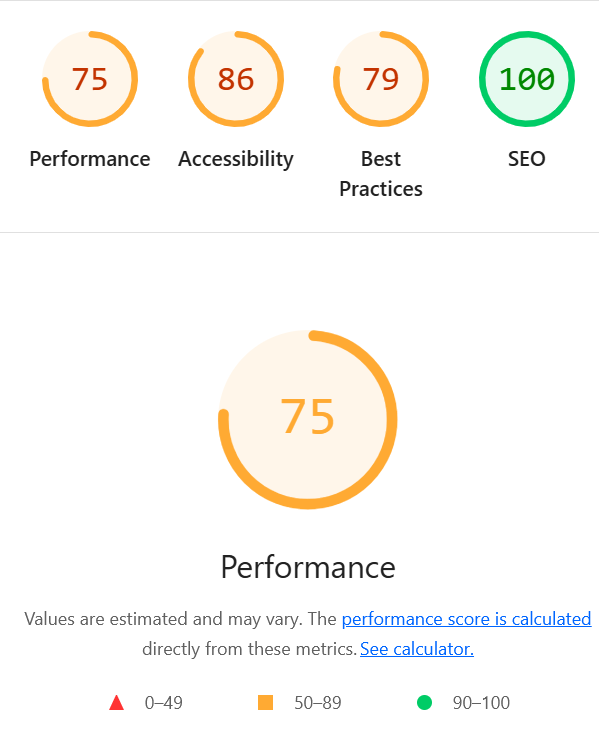 75
86
79
100
Performance
Accessibility
Best
Practices
SEO
75
Performance
Values are estimated and may vary. The performance score is calculated
directly from these metrics. See calculator.
0–49
50–89
90–100